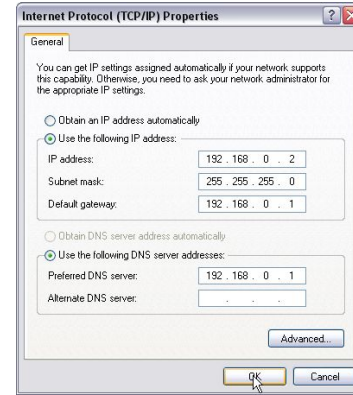 Internet Protocol (TCP/IP) Properties
General
You can get IP settings assigned automatically if your network supports
this capability. Otherwise, you need to ask your network administrator for
the appropriate IP settings.
Obtain an IP address automatically
Use the following IP address:
IP address: 192 . 168 . 0 . 2
Subnet mask: 255 . 255 . 255 . 0
Default gateway: 192 . 168 . 0 . 1
Obtain DNS server address automatically
Use the following DNS server addresses:
Preferred DNS server: 192 . 168 . 0 . 1
Alternate DNS server: . . .
Advanced...
OK Cancel